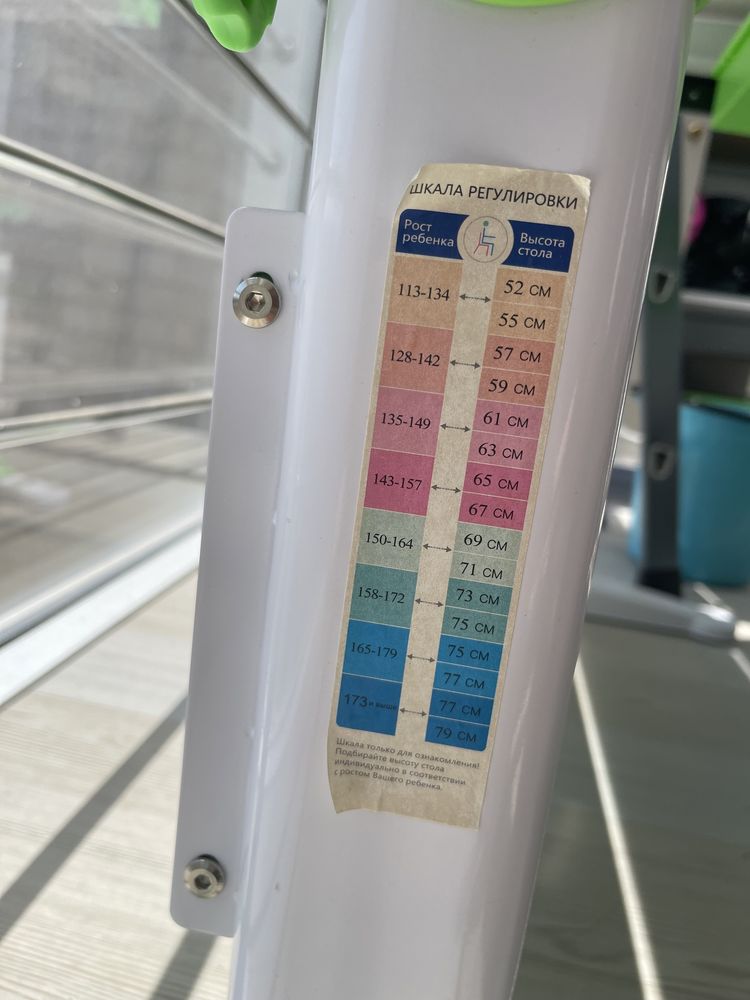 ШКАЛА РЕГУЛИРОВКИ
Рост ребенка
Высота стола
113-134
52 СМ
55 СМ
128-142
57 СМ
59 СМ
135-149
61 СМ
63 СМ
143-157
65 СМ
67 СМ
150-164
69 СМ
71 СМ
158-172
73 СМ
75 СМ
165-179
75 СМ
77 СМ
173 и выше
77 СМ
79 СМ
Шкала только для ознакомления!
Подбирайте высоту стола
индивидуально в соответствии
с ростом Вашего ребенка.